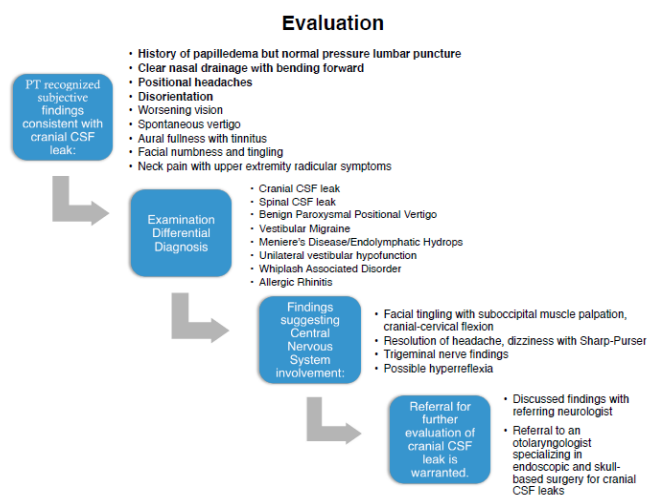 Evaluation
PT recognized
subjective
findings
consistent with
cranial CSF
leak:
• History of papilledema but normal pressure lumbar puncture
• Clear nasal drainage with bending forward
• Positional headaches
• Disorientation
• Worsening vision
• Spontaneous vertigo
• Aural fullness with tinnitus
• Facial numbness and tingling
• Neck pain with upper extremity radicular symptoms
Examination
Differential
Diagnosis
• Cranial CSF leak
• Spinal CSF leak
• Benign Paroxysmal Positional Vertigo
• Vestibular Migraine
• Meniere's Disease/Endolymphatic Hydrops
• Unilateral vestibular hypofunction
• Whiplash Associated Disorder
• Allergic Rhinitis
Findings
suggesting
Central
Nervous
System
involvement:
• Facial tingling with suboccipital muscle palpation,
cranial-cervical flexion
• Resolution of headache, dizziness with Sharp-Purser
• Trigeminal nerve findings
• Possible hyperreflexia
Referral for
further
evaluation of
cranial CSF
leak is
warranted.
• Discussed findings with
referring neurologist
• Referral to an
otolaryngologist
specializing in
endoscopic and skull-
based surgery for cranial
CSF leaks